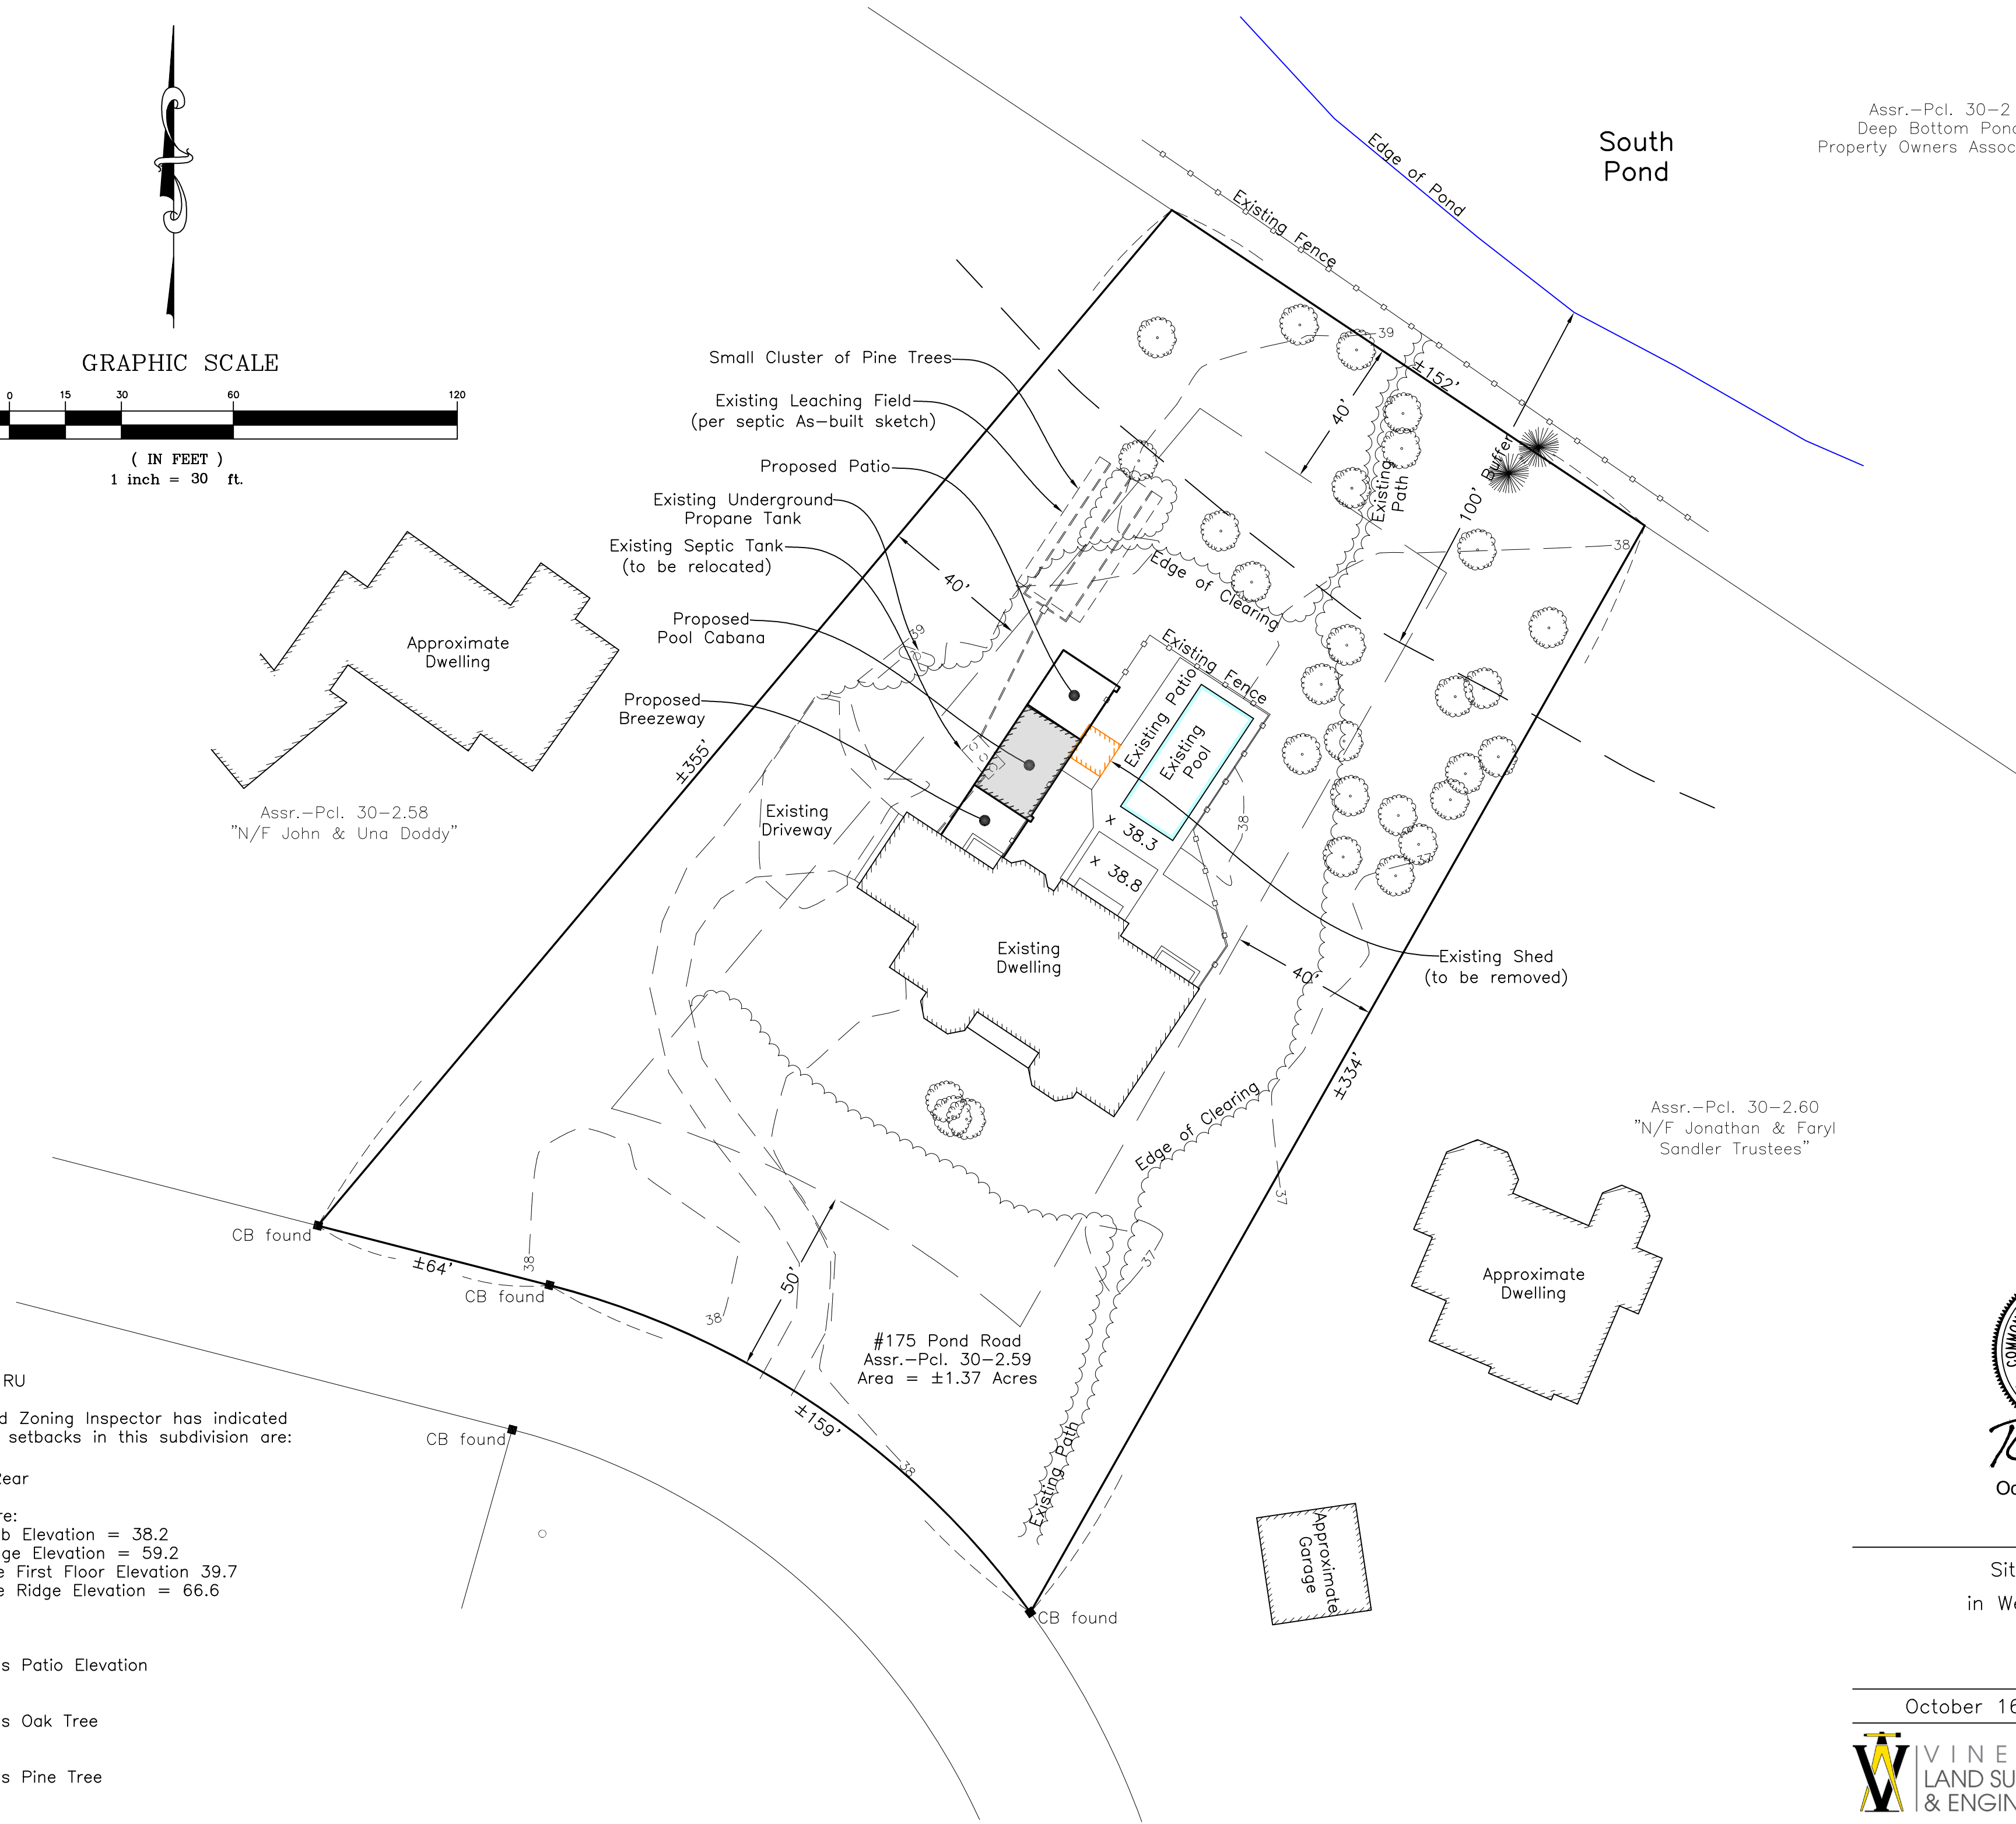 Assr.-Pcl. 30-2
Deep Bottom Pond
Property Owners Assoc
South
Pond
Edge of Pond
Existing Fence
GRAPHIC SCALE
0 15 30 60 120
( IN FEET )
1 inch = 30 ft.
Small Cluster of Pine Trees
Existing Leaching Field
(per septic As-built sketch)
Proposed Patio
Existing Underground
Propane Tank
Existing Septic Tank
(to be relocated)
Proposed
Pool Cabana
Proposed
Breezeway
39
±152'
40'
Existing
Path
100' Buffer
38
Edge of Clearing
40'
39
Existing Fence
Existing Patio
Existing
Pool
Approximate
Dwelling
Assr.-Pcl. 30-2.58
"N/F John & Una Doddy"
±355'
Existing
Driveway
x 38.3
x 38.8
38
37
Existing
Dwelling
Existing Shed
(to be removed)
40'
±334'
Edge of Clearing
37
Assr.-Pcl. 30-2.60
"N/F Jonathan & Faryl
Sandler Trustees"
Approximate
Dwelling
CB found
±64'
CB found
38
50'
38
37
#175 Pond Road
Assr.-Pcl. 30-2.59
Area = ±1.37 Acres
±159'
38
Existing Path
CB found
CB found
Approximate
Garage
RU
d Zoning Inspector has indicated
setbacks in this subdivision are:
Rear
re:
b Elevation = 38.2
ge Elevation = 59.2
e First Floor Elevation 39.7
e Ridge Elevation = 66.6
s Patio Elevation
s Oak Tree
s Pine Tree
COMMON
Oc
Sit
in We
October 16
VINE
LAND SU
& ENGIN